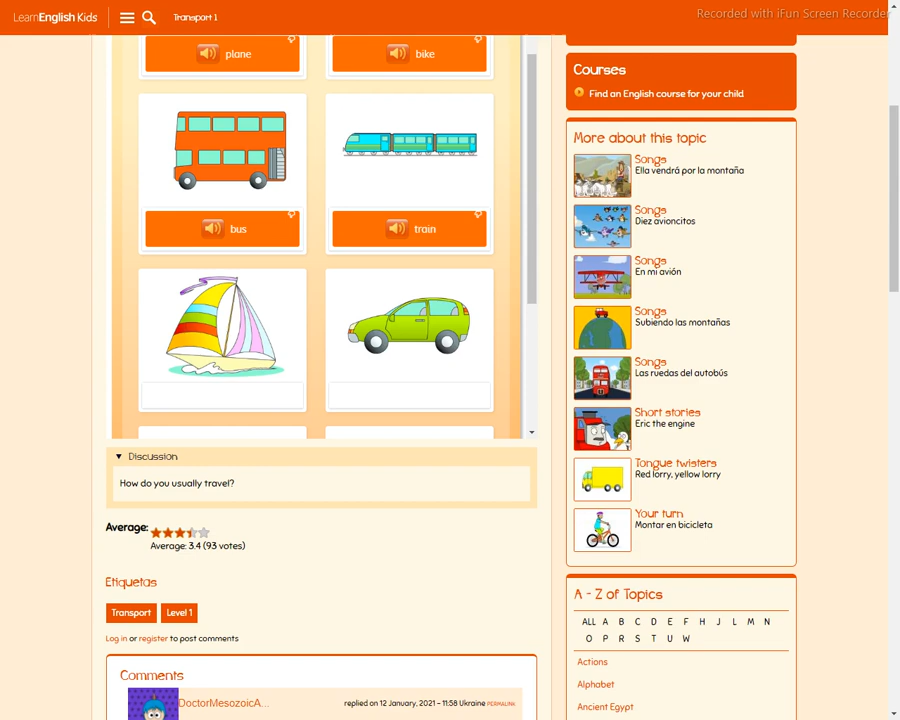 LearnEnglish Kids
Transport 1
Recorded with iFun Screen Recorder
plane
bike
bus
train
Discussion
How do you usually travel?
Average:
Average: 3.4 (93 votes)
Etiquetas
Transport
Level 1
Log in or register to post comments
Comments
DoctorMesozoicA...
replied on 12 January, 2021 - 11:58 Ukraine PERMALINK
Courses
Find an English course for your child
More about this topic
Songs
Ella vendrá por la montaña
Songs
Diez avioncitos
Songs
En mi avión
Songs
Subiendo las montañas
Songs
Las ruedas del autobús
Short stories
Eric the engine
Tongue twisters
Red lorry, yellow lorry
Your turn
Montar en bicicleta
A - Z of Topics
ALL A B C D E F H J L M N
O P R S T U W
Actions
Alphabet
Ancient Egypt